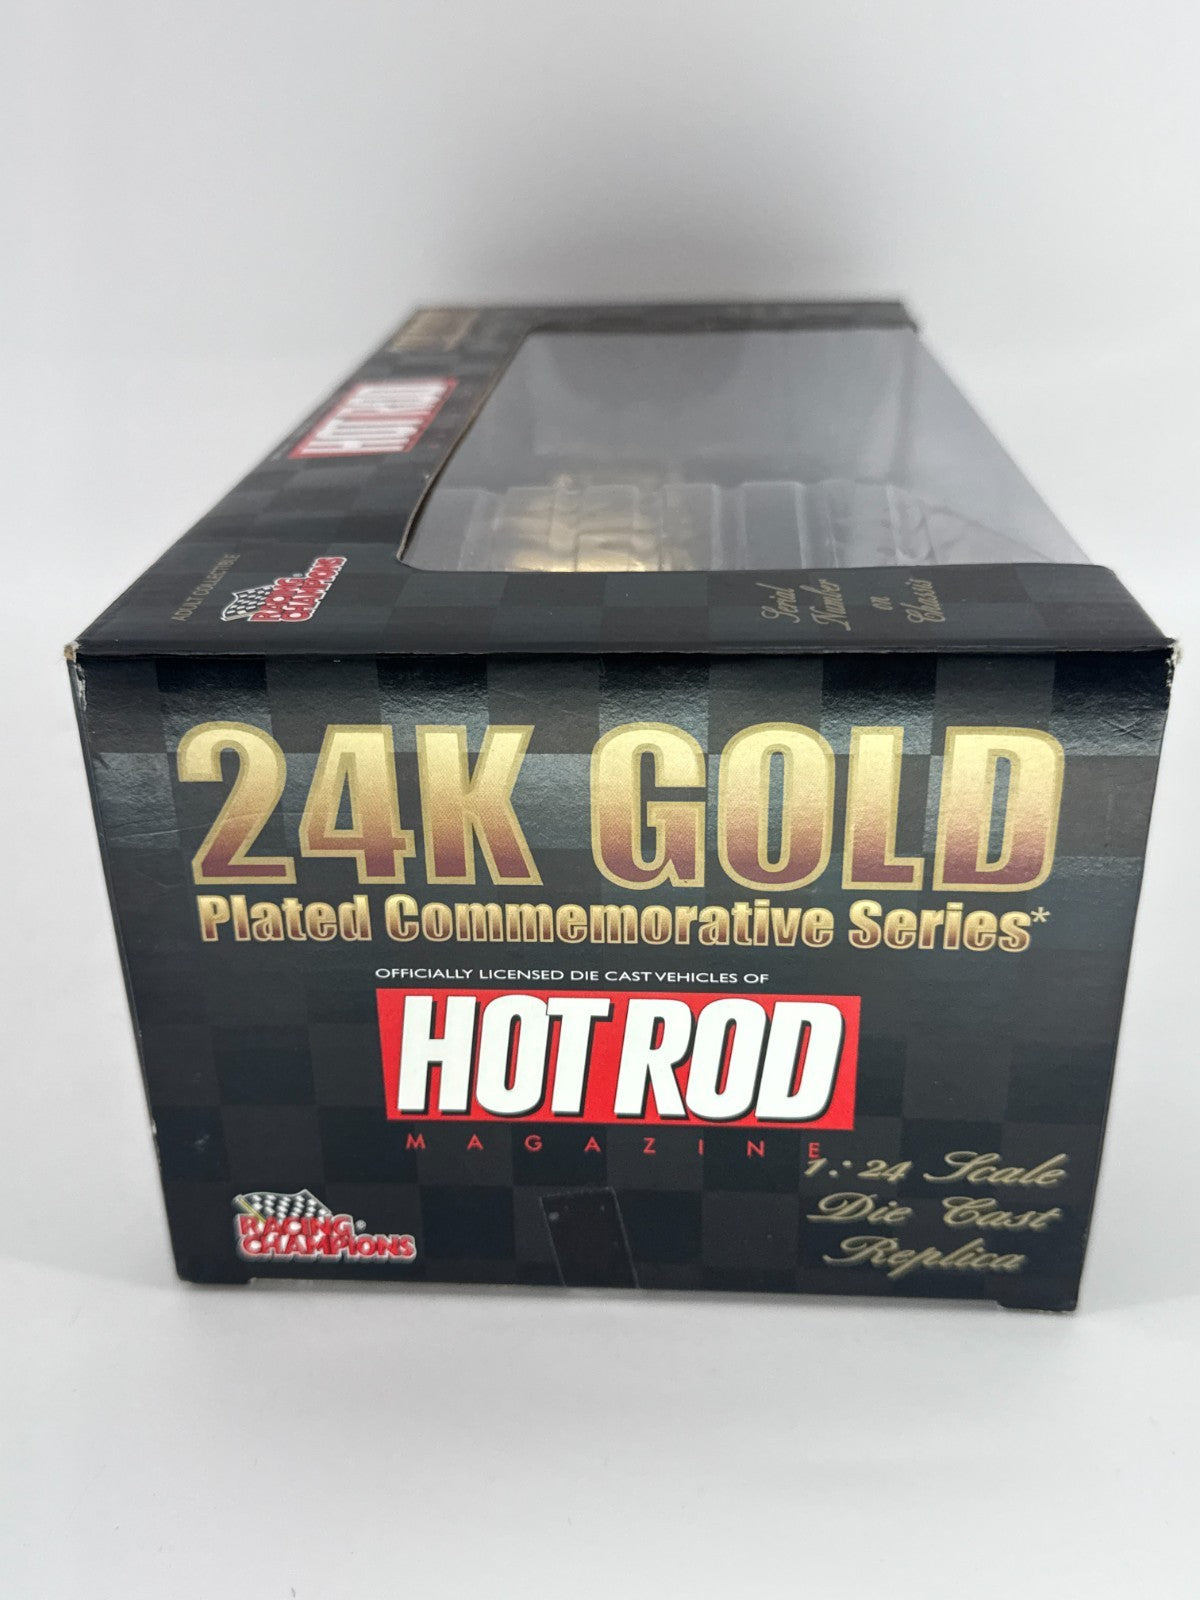 HOT ROD
ADULT COLLECTIBLE
RACING
CHAMPIONS®
Serial
Number
on
Chassis
24K GOLD
Plated Commemorative Series*
OFFICIALLY LICENSED DIE CAST VEHICLES OF
HOT ROD
MAGAZINE
1:24 Scale
Die Cast
Replica
RACING®
CHAMPIONS